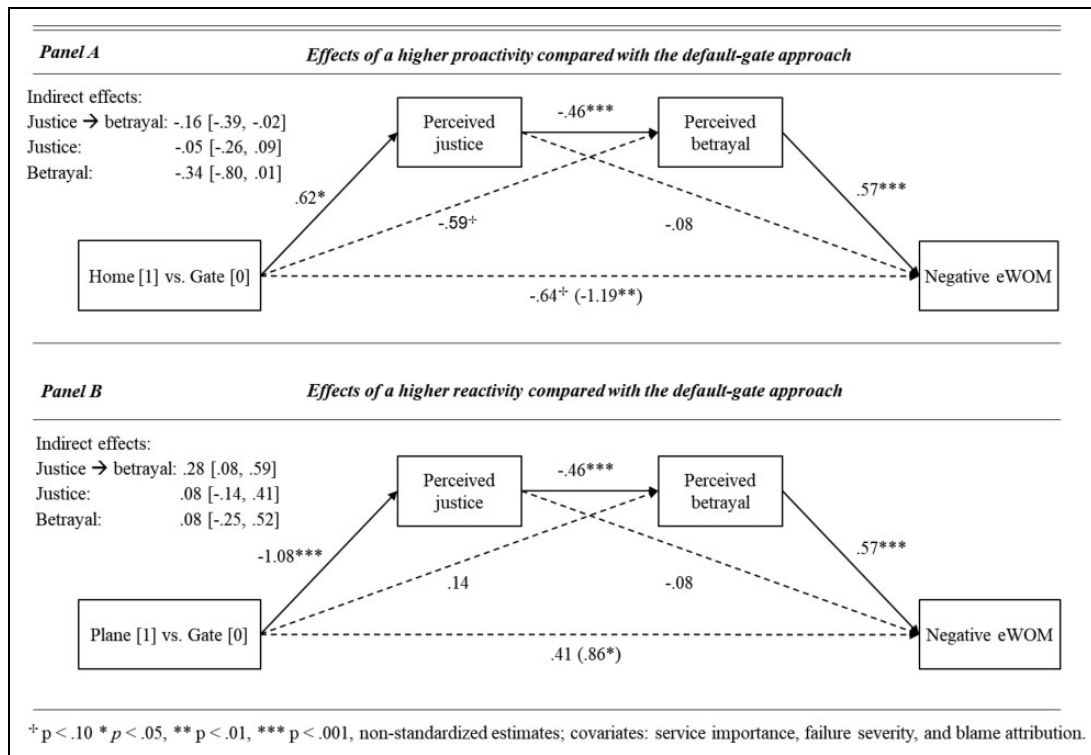 Panel A Effects of a higher proactivity compared with the default-gate approach
Indirect effects:
Justice → betrayal: -.16 [-.39, -.02]
Justice: -.05 [-.26, .09]
Betrayal: -.34 [-.80, .01]
Perceived
justice
-.46***
Perceived
betrayal
.62*
-.59✢
-.08
.57***
Home [1] vs. Gate [0]
Negative eWOM
-.64✢ (-1.19**)
Panel B Effects of a higher reactivity compared with the default-gate approach
Indirect effects:
Justice → betrayal: .28 [.08, .59]
Justice: .08 [-.14, .41]
Betrayal: .08 [-.25, .52]
Perceived
justice
-.46***
Perceived
betrayal
-1.08***
.14
-.08
.57***
Plane [1] vs. Gate [0]
Negative eWOM
.41 (.86*)
✢ p < .10 * p < .05, ** p < .01, *** p < .001, non-standardized estimates; covariates: service importance, failure severity, and blame attribution.